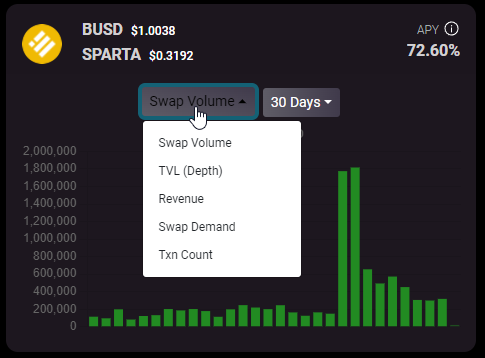 BUSD $1.0038
SPARTA $0.3192
APY
72.60%
Swap Volume
30 Days
Swap Volume
TVL (Depth)
Revenue
Swap Demand
Txn Count
2,000,000
1,800,000
1,600,000
1,400,000
1,200,000
1,000,000
800,000
600,000
400,000
200,000
0